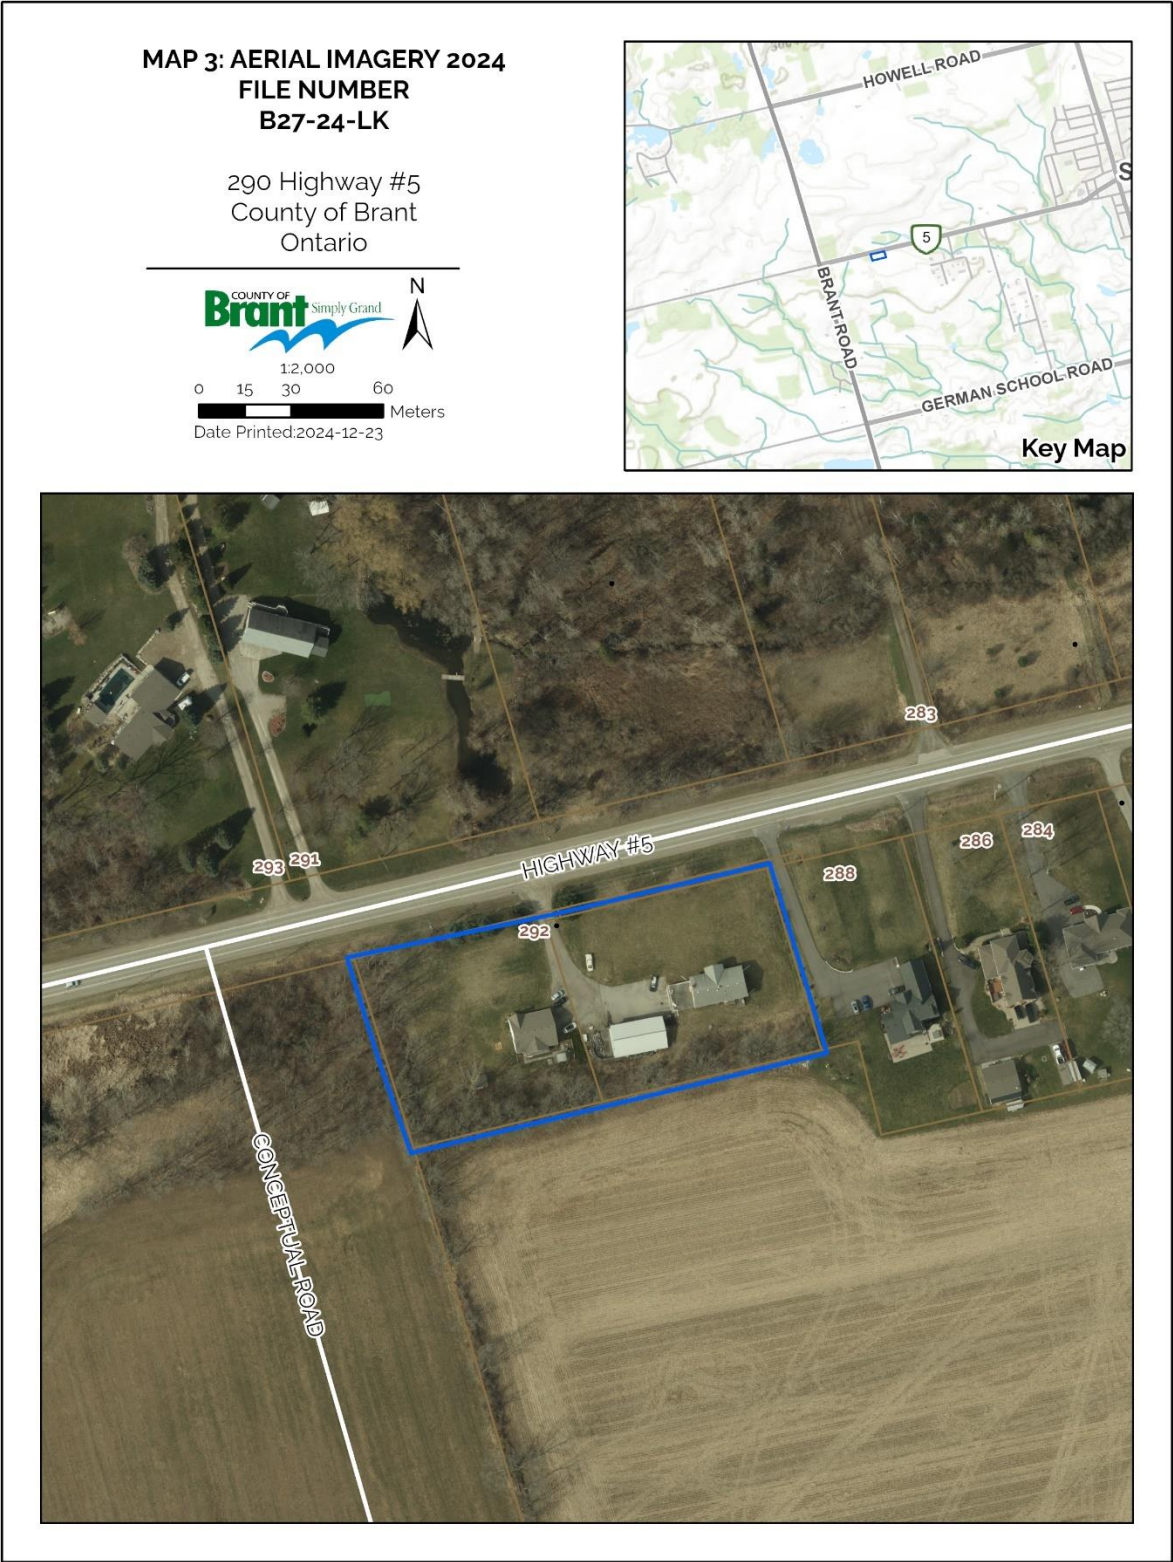 MAP 3: AERIAL IMAGERY 2024
FILE NUMBER
B27-24-LK
290 Highway #5
County of Brant
Ontario
COUNTY OF
Brant Simply Grand
N
1:2,000
0 15 30 60
Meters
Date Printed:2024-12-23
HOWELL ROAD
S
5
BRANT ROAD
GERMAN SCHOOL ROAD
Key Map
283
293 291
HIGHWAY #5
288
286
284
292
CONCEPTUAL ROAD